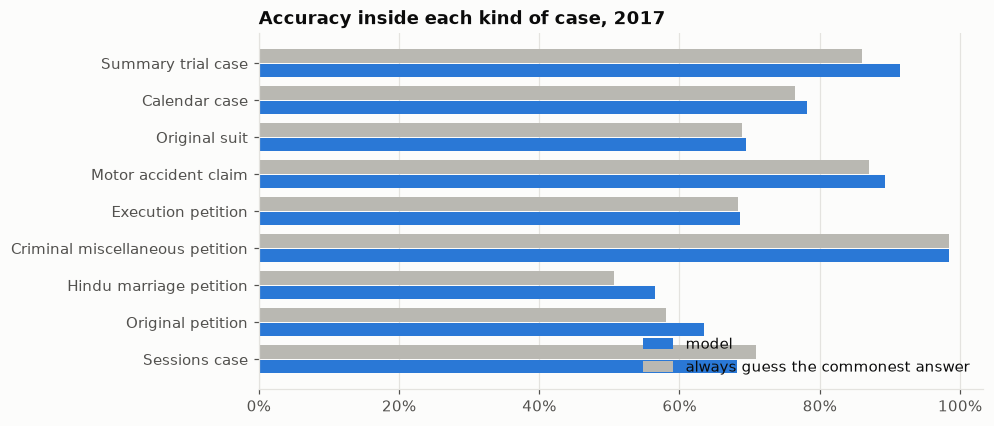 Accuracy inside each kind of case, 2017
Summary trial case
Calendar case
Original suit
Motor accident claim
Execution petition
Criminal miscellaneous petition
Hindu marriage petition
Original petition
Sessions case
model
always guess the commonest answer
0% 20% 40% 60% 80% 100%